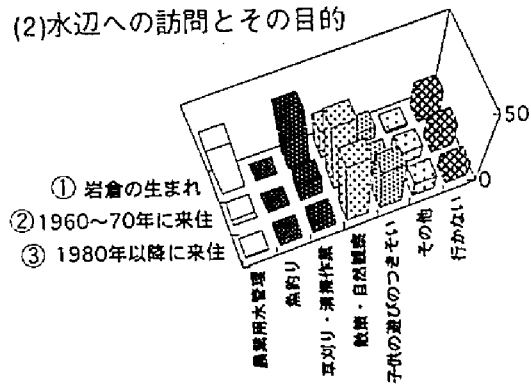 (2)水辺への訪問とその目的
50
0
① 岩倉の生まれ
② 1960〜70年に来住
③ 1980年以降に来住
農業用水管理
魚釣り
草刈り・清掃作業
散策・自然観察
子供の遊びのつきそい
その他
行かない